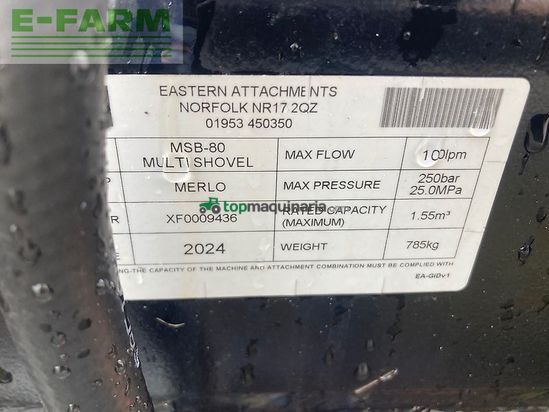 E-FARM
EASTERN ATTACHMENTS
NORFOLK NR17 2QZ
01953 450350
MSB-80
MULTI SHOVEL
MAX FLOW
100lpm
P
MERLO
MAX PRESSURE
250bar
25.0MPa
topmaquinaria
R
XF0009436
RATED CAPACITY
(MAXIMUM)
1.55m³
E
2024
WEIGHT
785kg
ING-THE CAPACITY OF THE MACHINE AND ATTACHMENT COMBINATION MUST BE COMPLIED WITH
EA-GIDv1